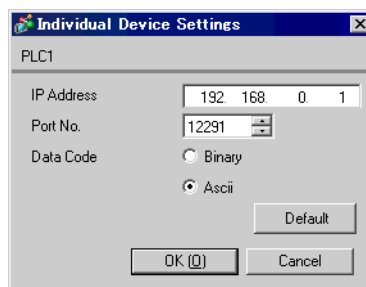 Individual Device Settings
PLC1
IP Address 192. 168. 0. 1
Port No. 12291
Data Code Binary
Ascii
Default
OK (O) Cancel